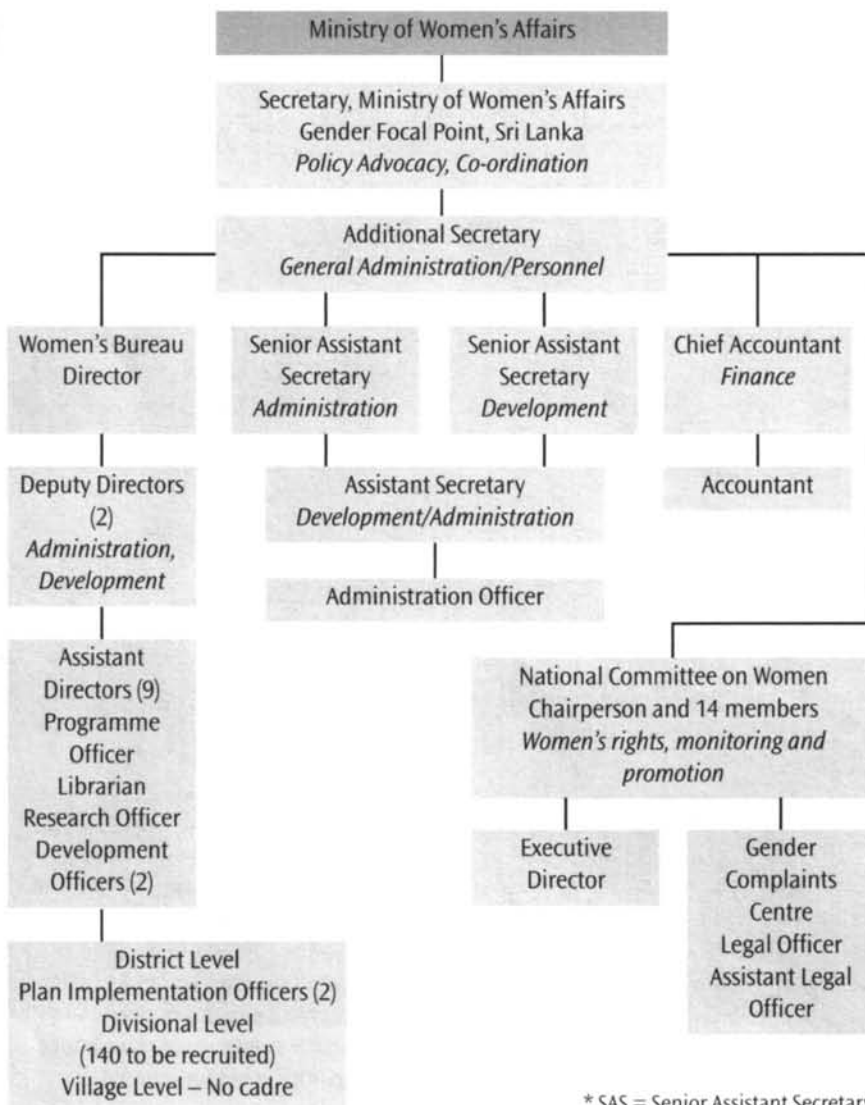 Ministry of Women's Affairs
Secretary, Ministry of Women's Affairs
Gender Focal Point, Sri Lanka
Policy Advocacy, Co-ordination
Additional Secretary
General Administration/Personnel
Women's Bureau
Director
Senior Assistant
Secretary
Administration
Senior Assistant
Secretary
Development
Chief Accountant
Finance
Deputy Directors
(2)
Administration,
Development
Assistant Secretary
Development/Administration
Accountant
Administration Officer
Assistant
Directors (9)
Programme
Officer
Librarian
Research Officer
Development
Officers (2)
National Committee on Women
Chairperson and 14 members
Women's rights, monitoring and
promotion
Executive
Director
Gender
Complaints
Centre
Legal Officer
Assistant Legal
Officer
District Level
Plan Implementation Officers (2)
Divisional Level
(140 to be recruited)
Village Level – No cadre
* SAS = Senior Assistant Secretar